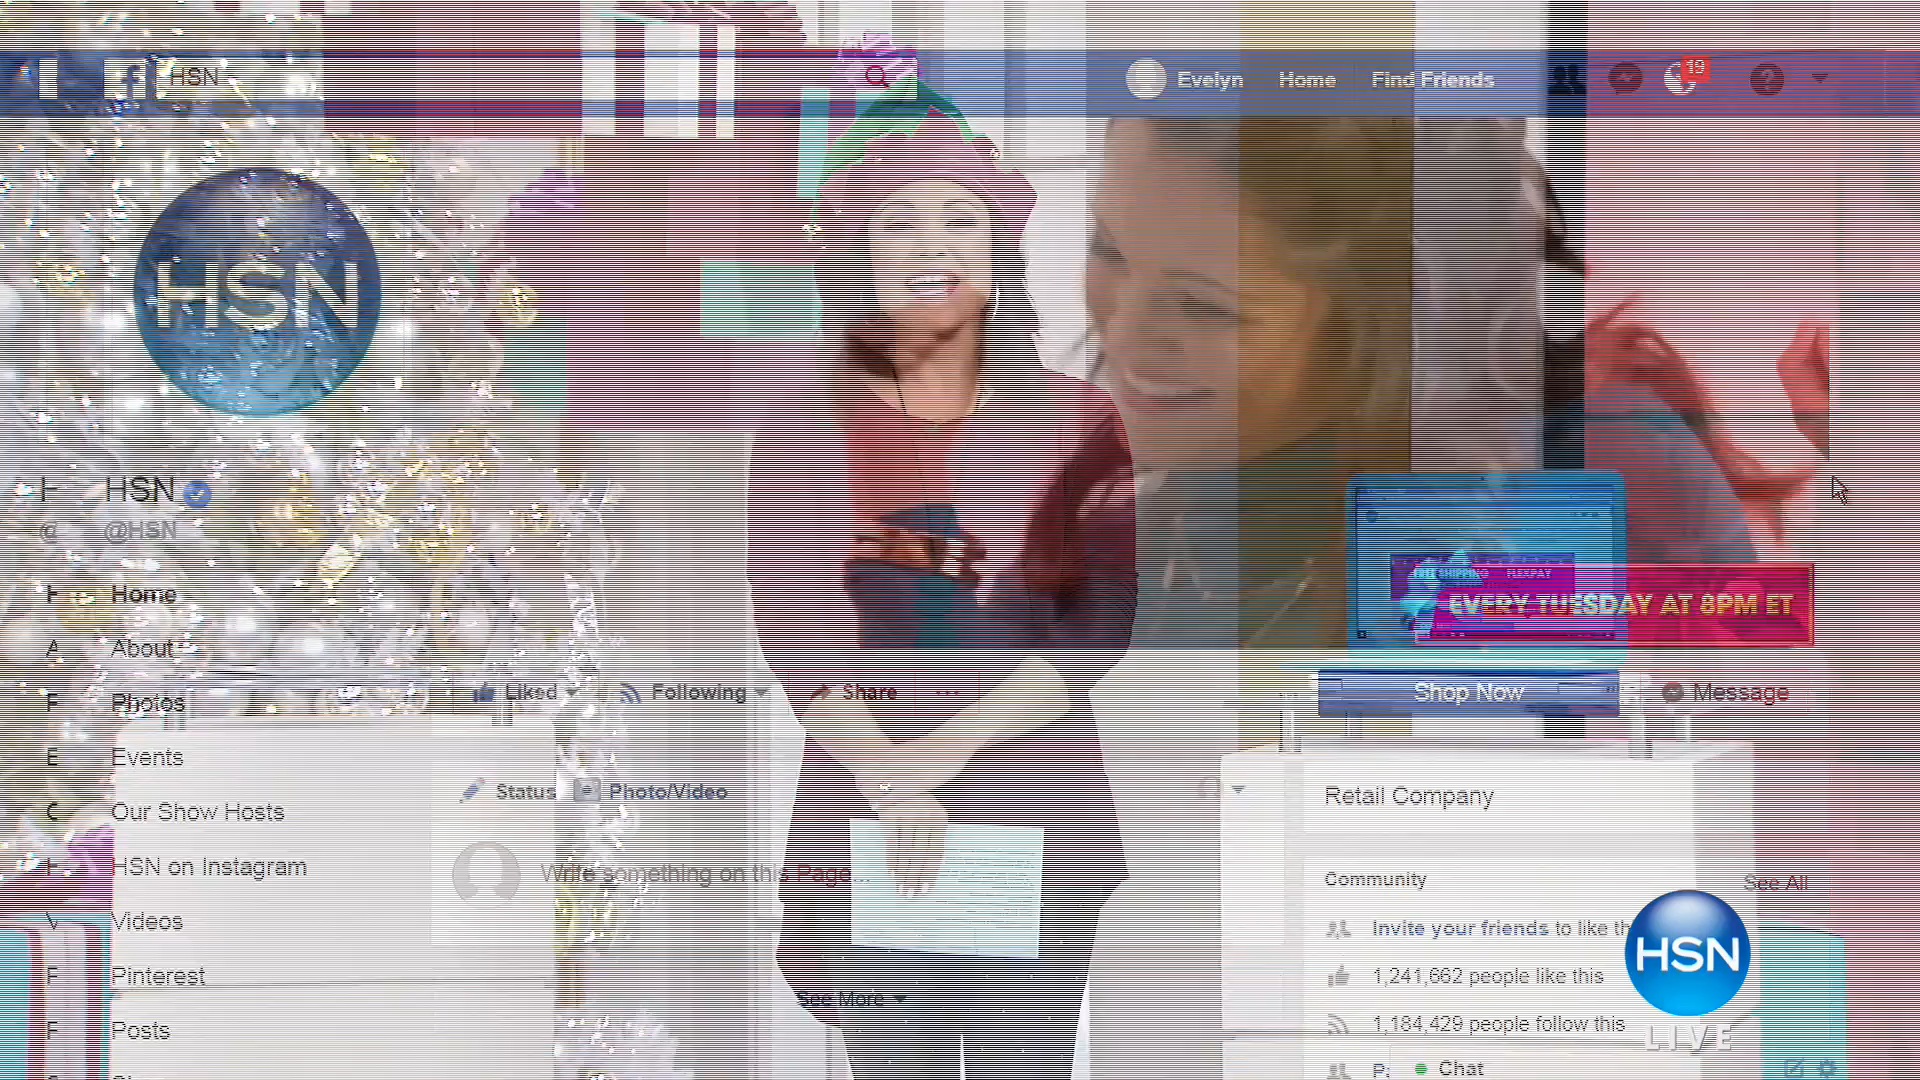 HSN
Evelyn
Home
Find Friends
19
HSN
HSN
@HSN
Home
About
Photos
Events
Our Show Hosts
HSN on Instagram
Videos
Pinterest
Posts
Liked
Following
Share
FREE SHIPPING
FLEXPAY
EVERY TUESDAY AT 8PM ET
Shop Now
Message
Status
Photo/Video
Write something on this Page...
See More
Retail Company
Community
See All
Invite your friends to like th
1,241,662 people like this
1,184,429 people follow this
Chat
HSN
LIVE